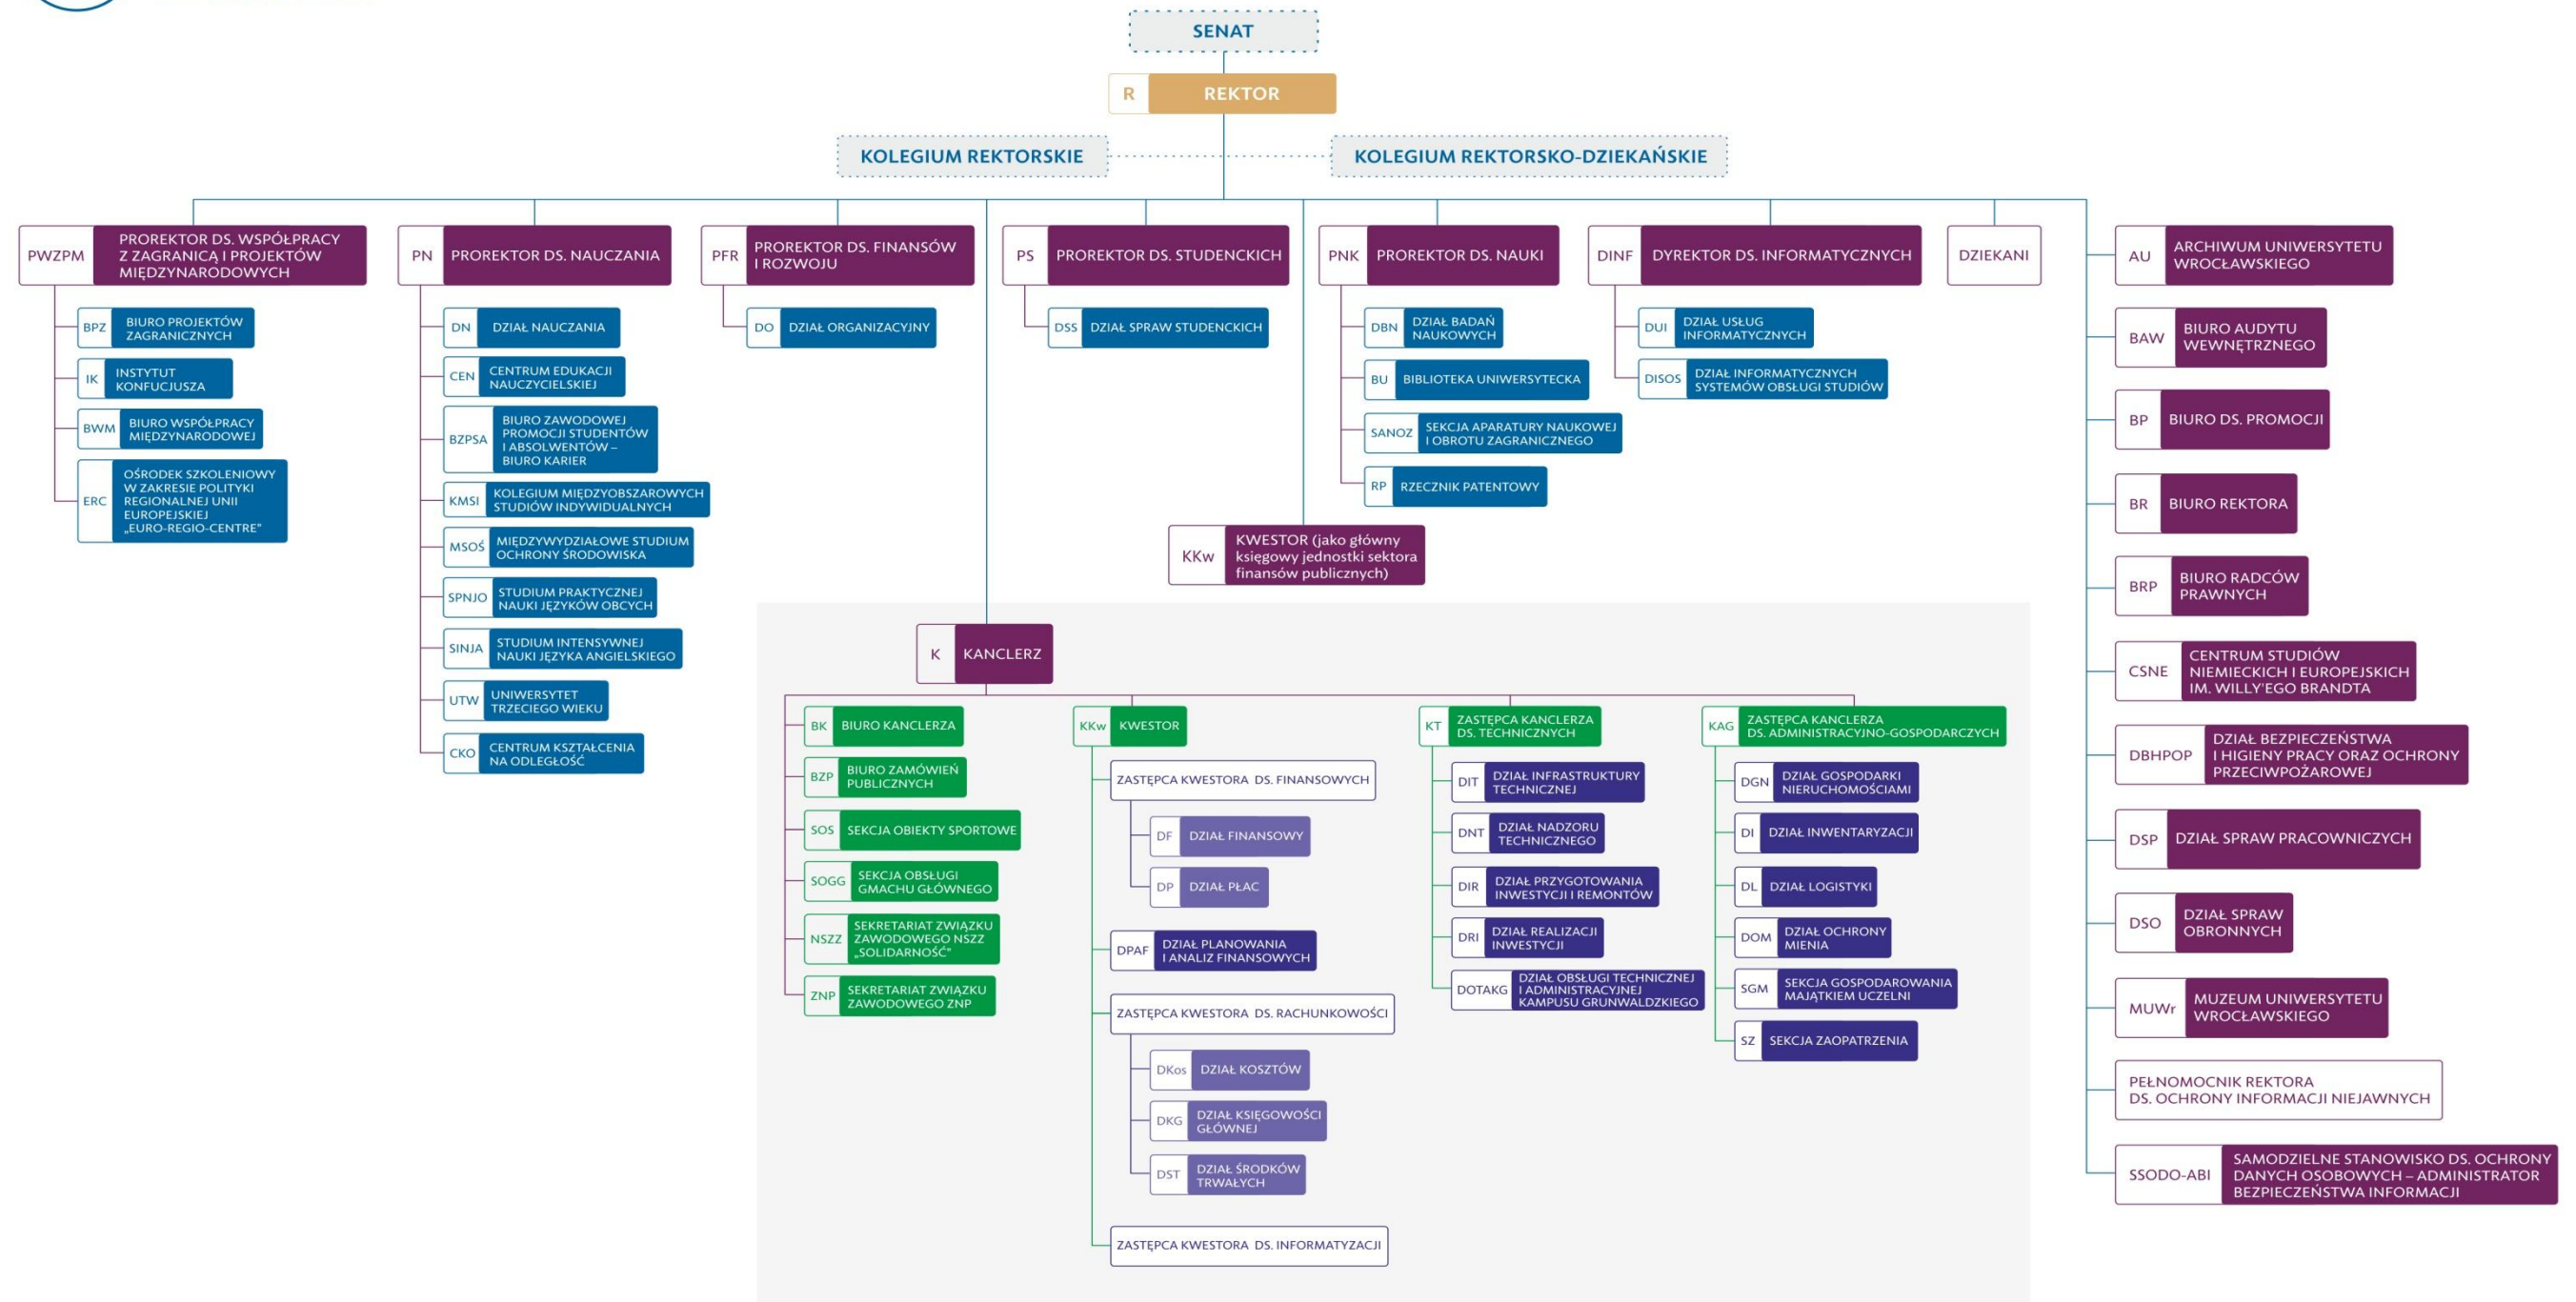 SENAT
R
REKTOR
KOLEGIUM REKTORSKIE
KOLEGIUM REKTORSKO-DZIEKAŃSKIE
PWZPM
PROREKTOR DS. WSPÓŁPRACY
Z ZAGRANICĄ I PROJEKTÓW
MIĘDZYNARODOWYCH
BPZ
BIURO PROJEKTÓW
ZAGRANICZNYCH
IK
INSTYTUT
KONFUCJUSZA
BWM
BIURO WSPÓŁPRACY
MIĘDZYNARODOWEJ
ERC
OŚRODEK SZKOLENIOWY
W ZAKRESIE POLITYKI
REGIONALNEJ UNII
EUROPEJSKIEJ
„EURO-REGIO-CENTRE”
PN
PROREKTOR DS. NAUCZANIA
DN
DZIAŁ NAUCZANIA
CEN
CENTRUM EDUKACJI
NAUCZYCIELSKIEJ
BZPSA
BIURO ZAWODOWEJ
PROMOCJI STUDENTÓW
I ABSOLWENTÓW –
BIURO KARIER
KMSI
KOLEGIUM MIĘDZYOBSZAROWYCH
STUDIÓW INDYWIDUALNYCH
MSOŚ
MIĘDZYWYDZIAŁOWE STUDIUM
OCHRONY ŚRODOWISKA
SPNJO
STUDIUM PRAKTYCZNEJ
NAUKI JĘZYKÓW OBCYCH
SINJA
STUDIUM INTENSYWNEJ
NAUKI JĘZYKA ANGIELSKIEGO
UTW
UNIWERSYTET
TRZECIEGO WIEKU
CKO
CENTRUM KSZTAŁCENIA
NA ODLEGŁOŚĆ
PFR
PROREKTOR DS. FINANSÓW
I ROZWOJU
DO
DZIAŁ ORGANIZACYJNY
PS
PROREKTOR DS. STUDENCKICH
DSS
DZIAŁ SPRAW STUDENCKICH
PNK
PROREKTOR DS. NAUKI
DBN
DZIAŁ BADAŃ
NAUKOWYCH
BU
BIBLIOTEKA UNIWERSYTECKA
SANOZ
SEKCJA APARATURY NAUKOWEJ
I OBROTU ZAGRANICZNEGO
RP
RZECZNIK PATENTOWY
DINF
DYREKTOR DS. INFORMATYCZNYCH
DUI
DZIAŁ USŁUG
INFORMATYCZNYCH
DISOS
DZIAŁ INFORMATYCZNYCH
SYSTEMÓW OBSŁUGI STUDIÓW
DZIEKANI
KKw
KWESTOR (jako główny
księgowy jednostki sektora
finansów publicznych)
K
KANCLERZ
BK
BIURO KANCLERZA
BZP
BIURO ZAMÓWIEŃ
PUBLICZNYCH
SOS
SEKCJA OBIEKTY SPORTOWE
SOGG
SEKCJA OBSŁUGI
GMACHU GŁÓWNEGO
NSZZ
SEKRETARIAT ZWIĄZKU
ZAWODOWEGO NSZZ
„SOLIDARNOŚĆ”
ZNP
SEKRETARIAT ZWIĄZKU
ZAWODOWEGO ZNP
KKw
KWESTOR
ZASTĘPCA KWESTORA DS. FINANSOWYCH
DF
DZIAŁ FINANSOWY
DP
DZIAŁ PŁAC
DPAF
DZIAŁ PLANOWANIA
I ANALIZ FINANSOWYCH
ZASTĘPCA KWESTORA DS. RACHUNKOWOŚCI
DKos
DZIAŁ KOSZTÓW
DKG
DZIAŁ KSIĘGOWOŚCI
GŁÓWNEJ
DST
DZIAŁ ŚRODKÓW
TRWAŁYCH
ZASTĘPCA KWESTORA DS. INFORMATYZACJI
KT
ZASTĘPCA KANCLERZA
DS. TECHNICZNYCH
DIT
DZIAŁ INFRASTRUKTURY
TECHNICZNEJ
DNT
DZIAŁ NADZORU
TECHNICZNEGO
DIR
DZIAŁ PRZYGOTOWANIA
INWESTYCJI I REMONTÓW
DRI
DZIAŁ REALIZACJI
INWESTYCJI
DOTAKG
DZIAŁ OBSŁUGI TECHNICZNEJ
I ADMINISTRACYJNEJ
KAMPUSU GRUNWALDZKIEGO
KAG
ZASTĘPCA KANCLERZA
DS. ADMINISTRACYJNO-GOSPODARCZYCH
DGN
DZIAŁ GOSPODARKI
NIERUCHOMOŚCIAMI
DI
DZIAŁ INWENTARYZACJI
DL
DZIAŁ LOGISTYKI
DOM
DZIAŁ OCHRONY
MIENIA
SGM
SEKCJA GOSPODAROWANIA
MAJĄTKIEM UCZELNI
SZ
SEKCJA ZAOPATRZENIA
AU
ARCHIWUM UNIWERSYTETU
WROCŁAWSKIEGO
BAW
BIURO AUDYTU
WEWNĘTRZNEGO
BP
BIURO DS. PROMOCJI
BR
BIURO REKTORA
BRP
BIURO RADCÓW
PRAWNYCH
CSNE
CENTRUM STUDIÓW
NIEMIECKICH I EUROPEJSKICH
IM. WILLY'EGO BRANDTA
DBHPOP
DZIAŁ BEZPIECZEŃSTWA
I HIGIENY PRACY ORAZ OCHRONY
PRZECIWPOŻAROWEJ
DSP
DZIAŁ SPRAW PRACOWNICZYCH
DSO
DZIAŁ SPRAW
OBRONNYCH
MUWr
MUZEUM UNIWERSYTETU
WROCŁAWSKIEGO
PEŁNOMOCNIK REKTORA
DS. OCHRONY INFORMACJI NIEJAWNYCH
SSODO-ABI
SAMODZIELNE STANOWISKO DS. OCHRONY
DANYCH OSOBOWYCH – ADMINISTRATOR
BEZPIECZEŃSTWA INFORMACJI